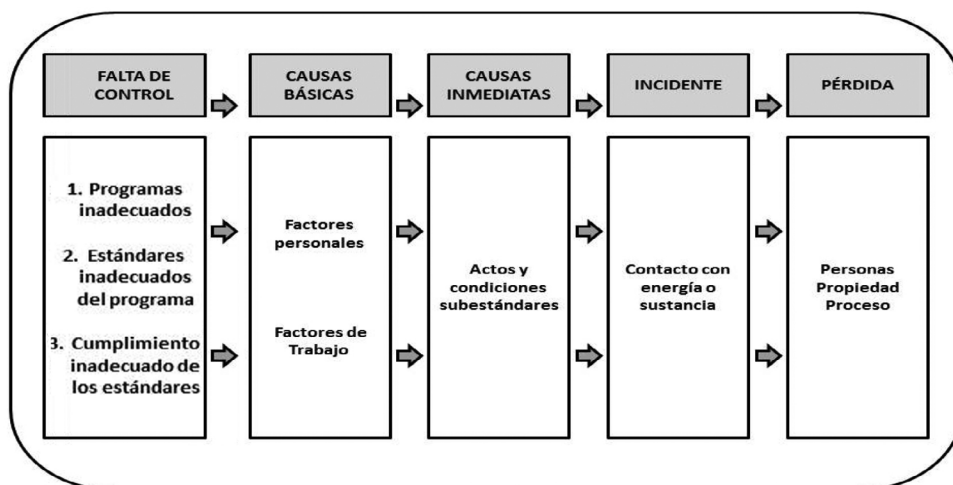 FALTA DE
CONTROL
CAUSAS
BÁSICAS
CAUSAS
INMEDIATAS
INCIDENTE
PÉRDIDA
1. Programas
inadecuados
2. Estándares
inadecuados
del programa
3. Cumplimiento
inadecuado de
los estándares
Factores
personales
Factores de
Trabajo
Actos y
condiciones
subestándares
Contacto con
energía o
sustancia
Personas
Propiedad
Proceso